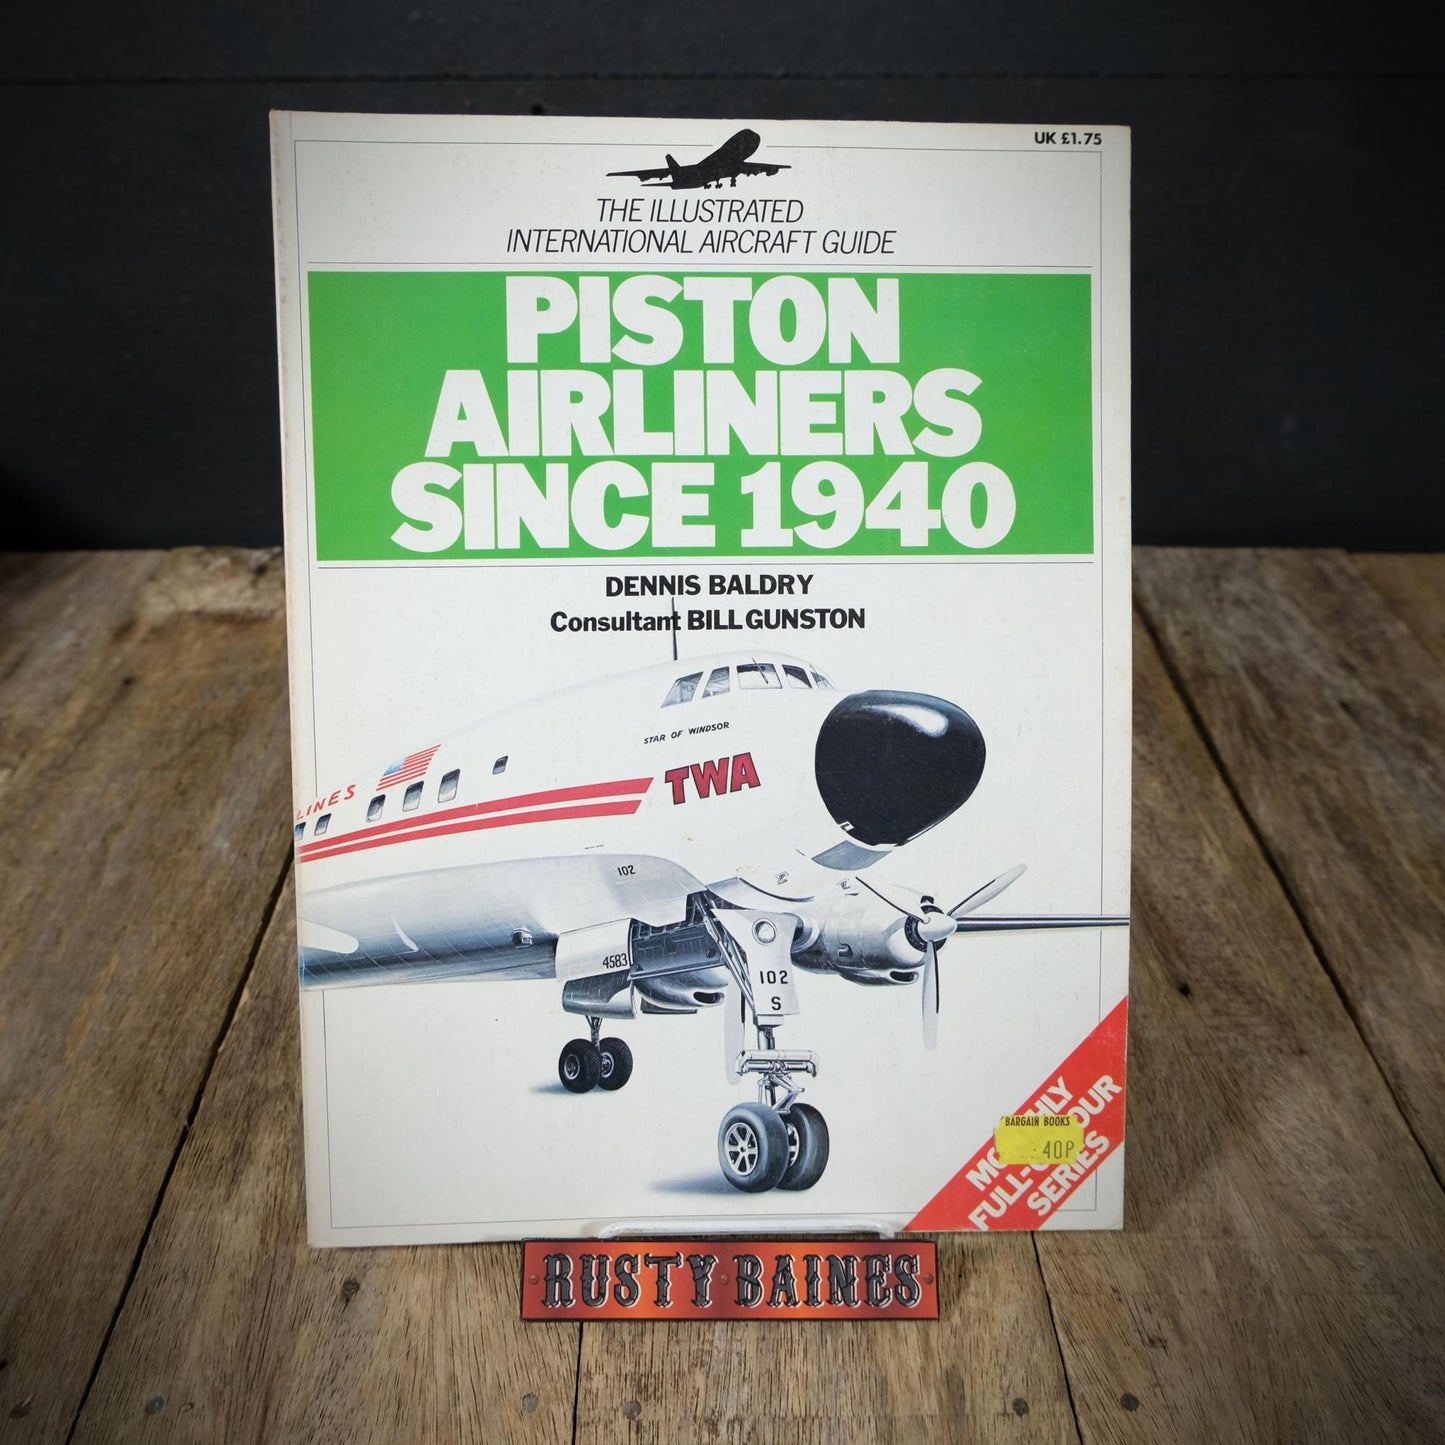 UK £1.75
THE ILLUSTRATED
INTERNATIONAL AIRCRAFT GUIDE
PISTON
AIRLINERS
SINCE 1940
DENNIS BALDRY
Consultant BILL GUNSTON
STAR OF WINDSOR
TWA
LINES
102
4583
102
S
BARGAIN BOOKS
40P
SERIES
RUSTY BAINES